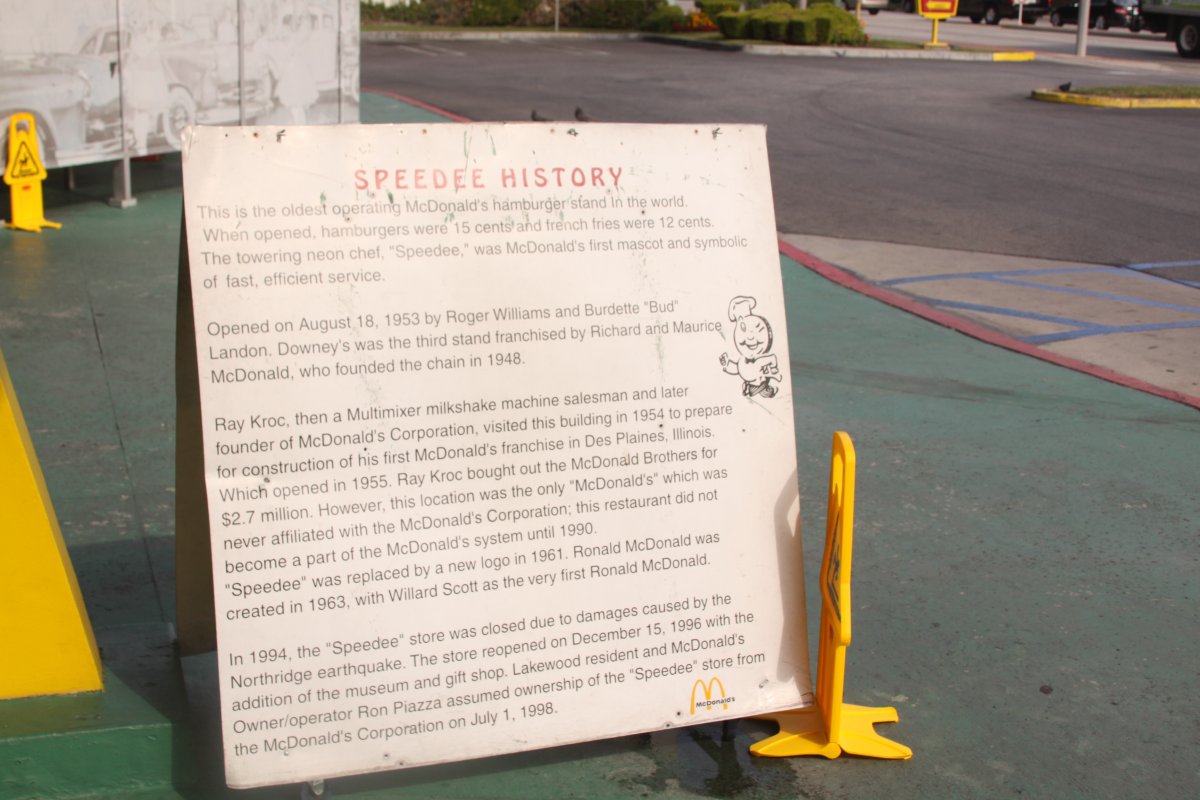 SPEEDEE HISTORY
This is the oldest operating McDonald's hamburger stand in the world.
When opened, hamburgers were 15 cents and french fries were 12 cents.
The towering neon chef, "Speedee," was McDonald's first mascot and symbolic
of fast, efficient service.
Opened on August 18, 1953 by Roger Williams and Burdette "Bud"
Landon. Downey's was the third stand franchised by Richard and Maurice
McDonald, who founded the chain in 1948.
Ray Kroc, then a Multimixer milkshake machine salesman and later
founder of McDonald's Corporation, visited this building in 1954 to prepare
for construction of his first McDonald's franchise in Des Plaines, Illinois.
Which opened in 1955. Ray Kroc bought out the McDonald Brothers for
$2.7 million. However, this location was the only "McDonald's" which was
never affiliated with the McDonald's Corporation; this restaurant did not
become a part of the McDonald's system until 1990.
"Speedee" was replaced by a new logo in 1961. Ronald McDonald was
created in 1963, with Willard Scott as the very first Ronald McDonald.
In 1994, the "Speedee" store was closed due to damages caused by the
Northridge earthquake. The store reopened on December 15, 1996 with the
addition of the museum and gift shop. Lakewood resident and McDonald's
Owner/operator Ron Piazza assumed ownership of the "Speedee" store from
the McDonald's Corporation on July 1, 1998.
McDonald's